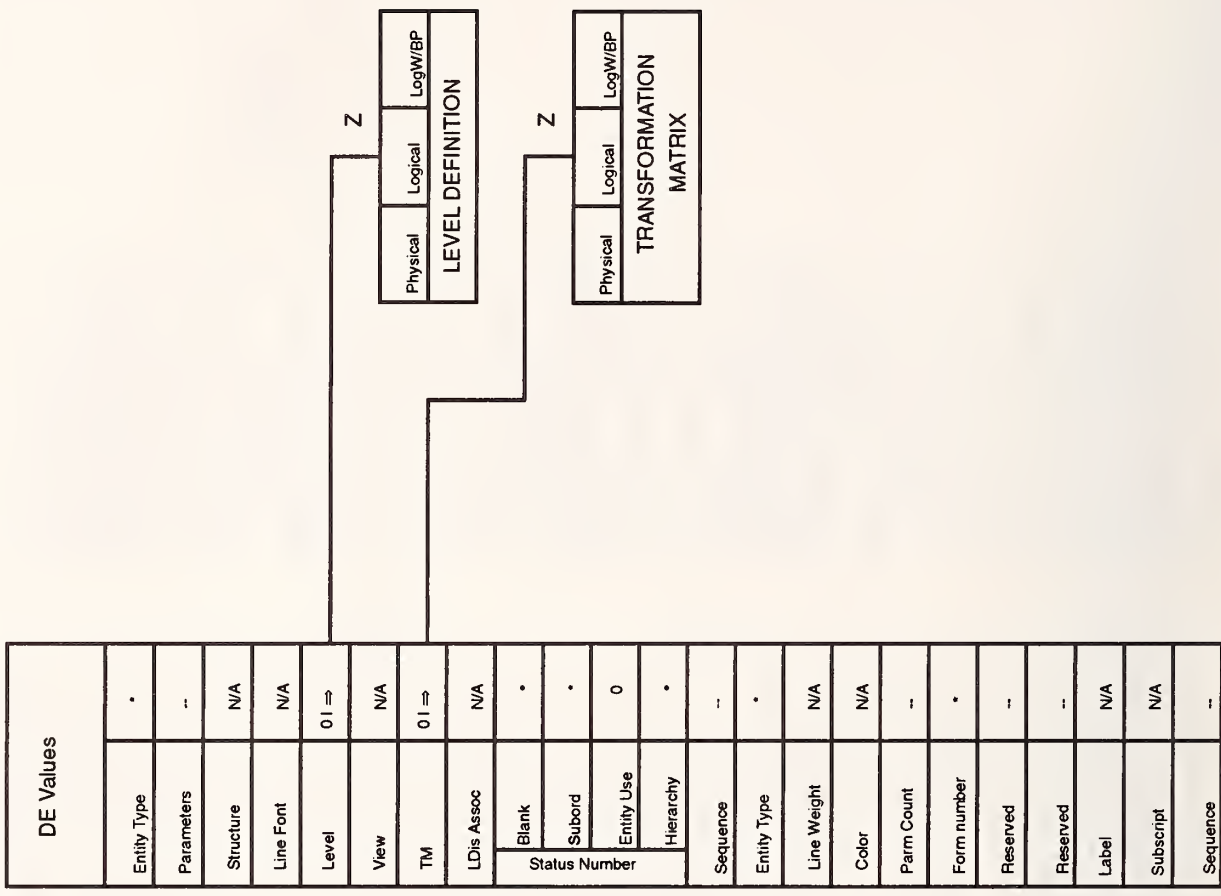 DE Values
Entity Type *
Parameters --
Structure N/A
Line Font N/A
Level 0 | ⇒
View N/A
TM 0 | ⇒
LDis Assoc N/A
Status Number
Blank *
Subord *
Entity Use 0
Hierarchy *
Sequence --
Entity Type *
Line Weight N/A
Color N/A
Parm Count --
Form number *
Reserved --
Reserved --
Label N/A
Subscript N/A
Sequence --
Z
Physical Logical LogW/BP
LEVEL DEFINITION
Z
Physical Logical LogW/BP
TRANSFORMATION
MATRIX